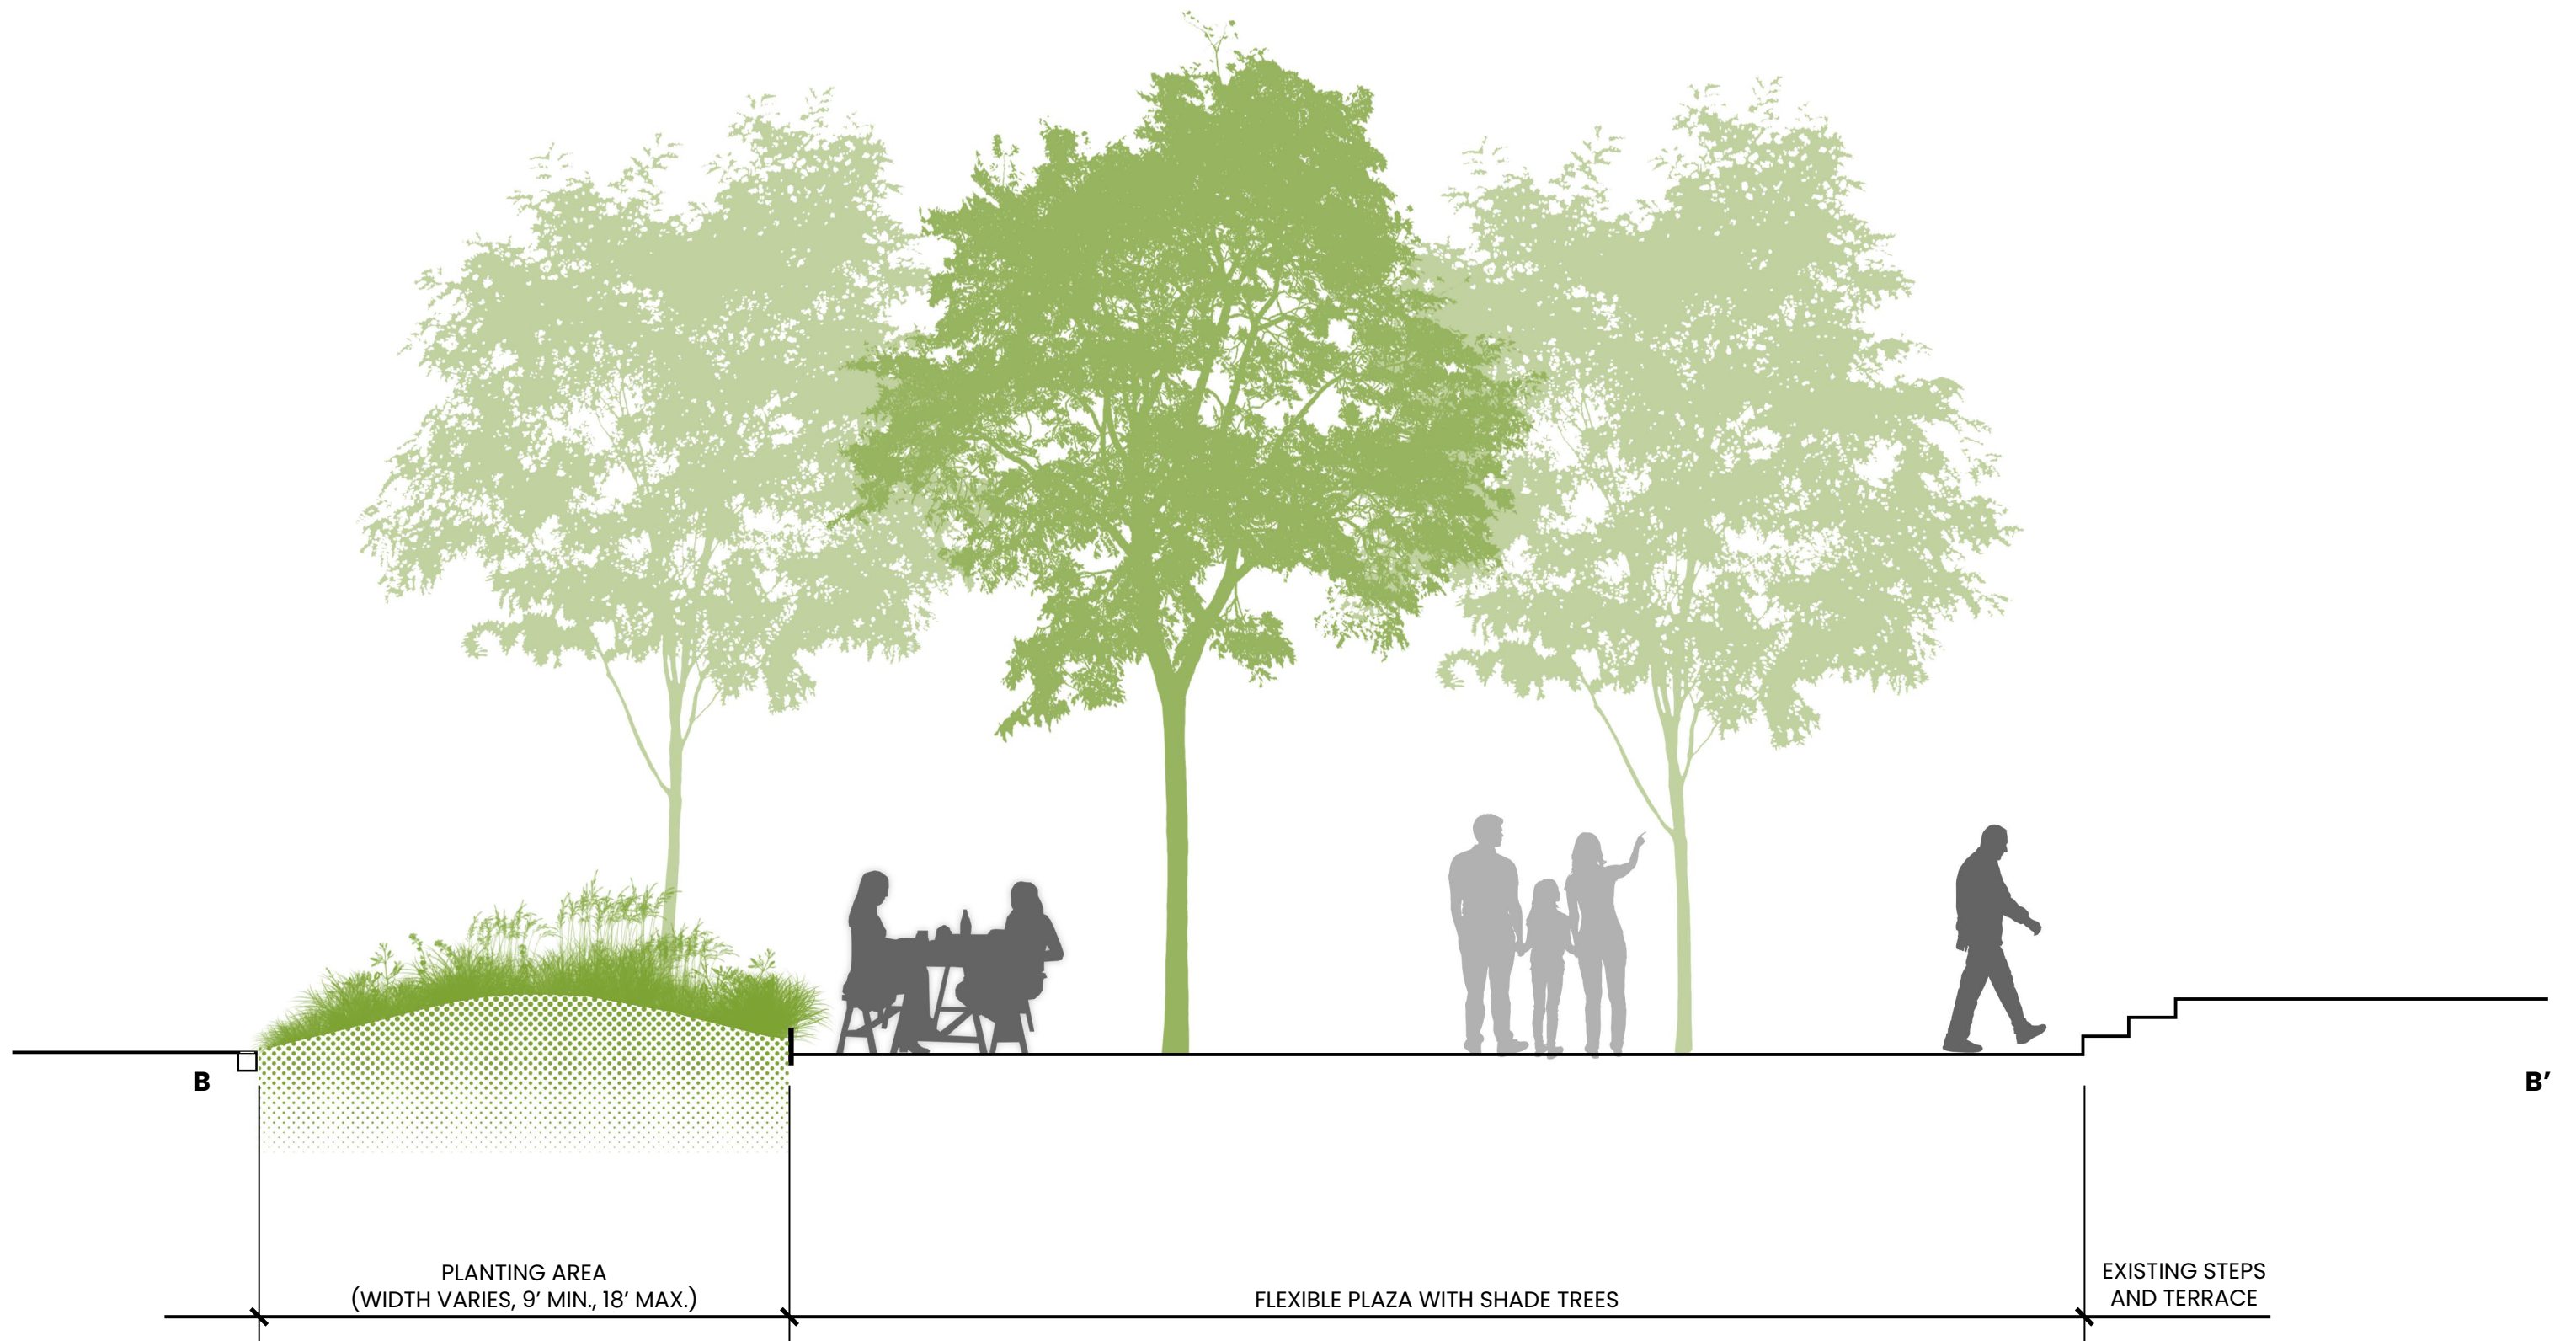 B
B’
PLANTING AREA
(WIDTH VARIES, 9’ MIN., 18’ MAX.)
FLEXIBLE PLAZA WITH SHADE TREES
EXISTING STEPS
AND TERRACE